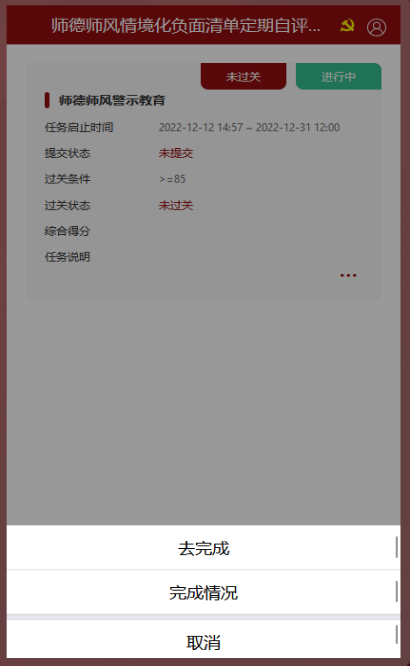 师德师风情境化负面清单定期自评...
未过关
进行中
师德师风警示教育
任务启止时间 2022-12-12 14:57 ~ 2022-12-31 12:00
提交状态 未提交
过关条件 >=85
过关状态 未过关
综合得分
任务说明
去完成
完成情况
取消